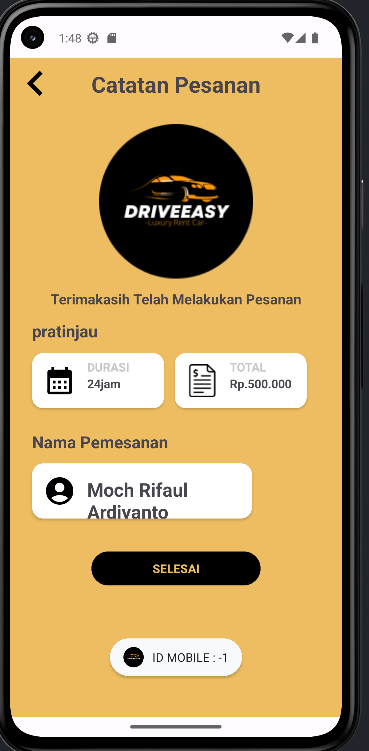 1:48
Catatan Pesanan
DRIVEEASY
-Luxury Rent Car-
Terimakasih Telah Melakukan Pesanan
pratinjau
DURASI
24jam
TOTAL
Rp.500.000
Nama Pemesanan
Moch Rifaul
Ardiyanto
SELESAI
ID MOBILE : -1